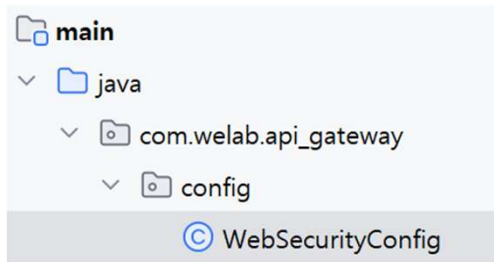 main
java
com.welab.api_gateway
config
WebSecurityConfig